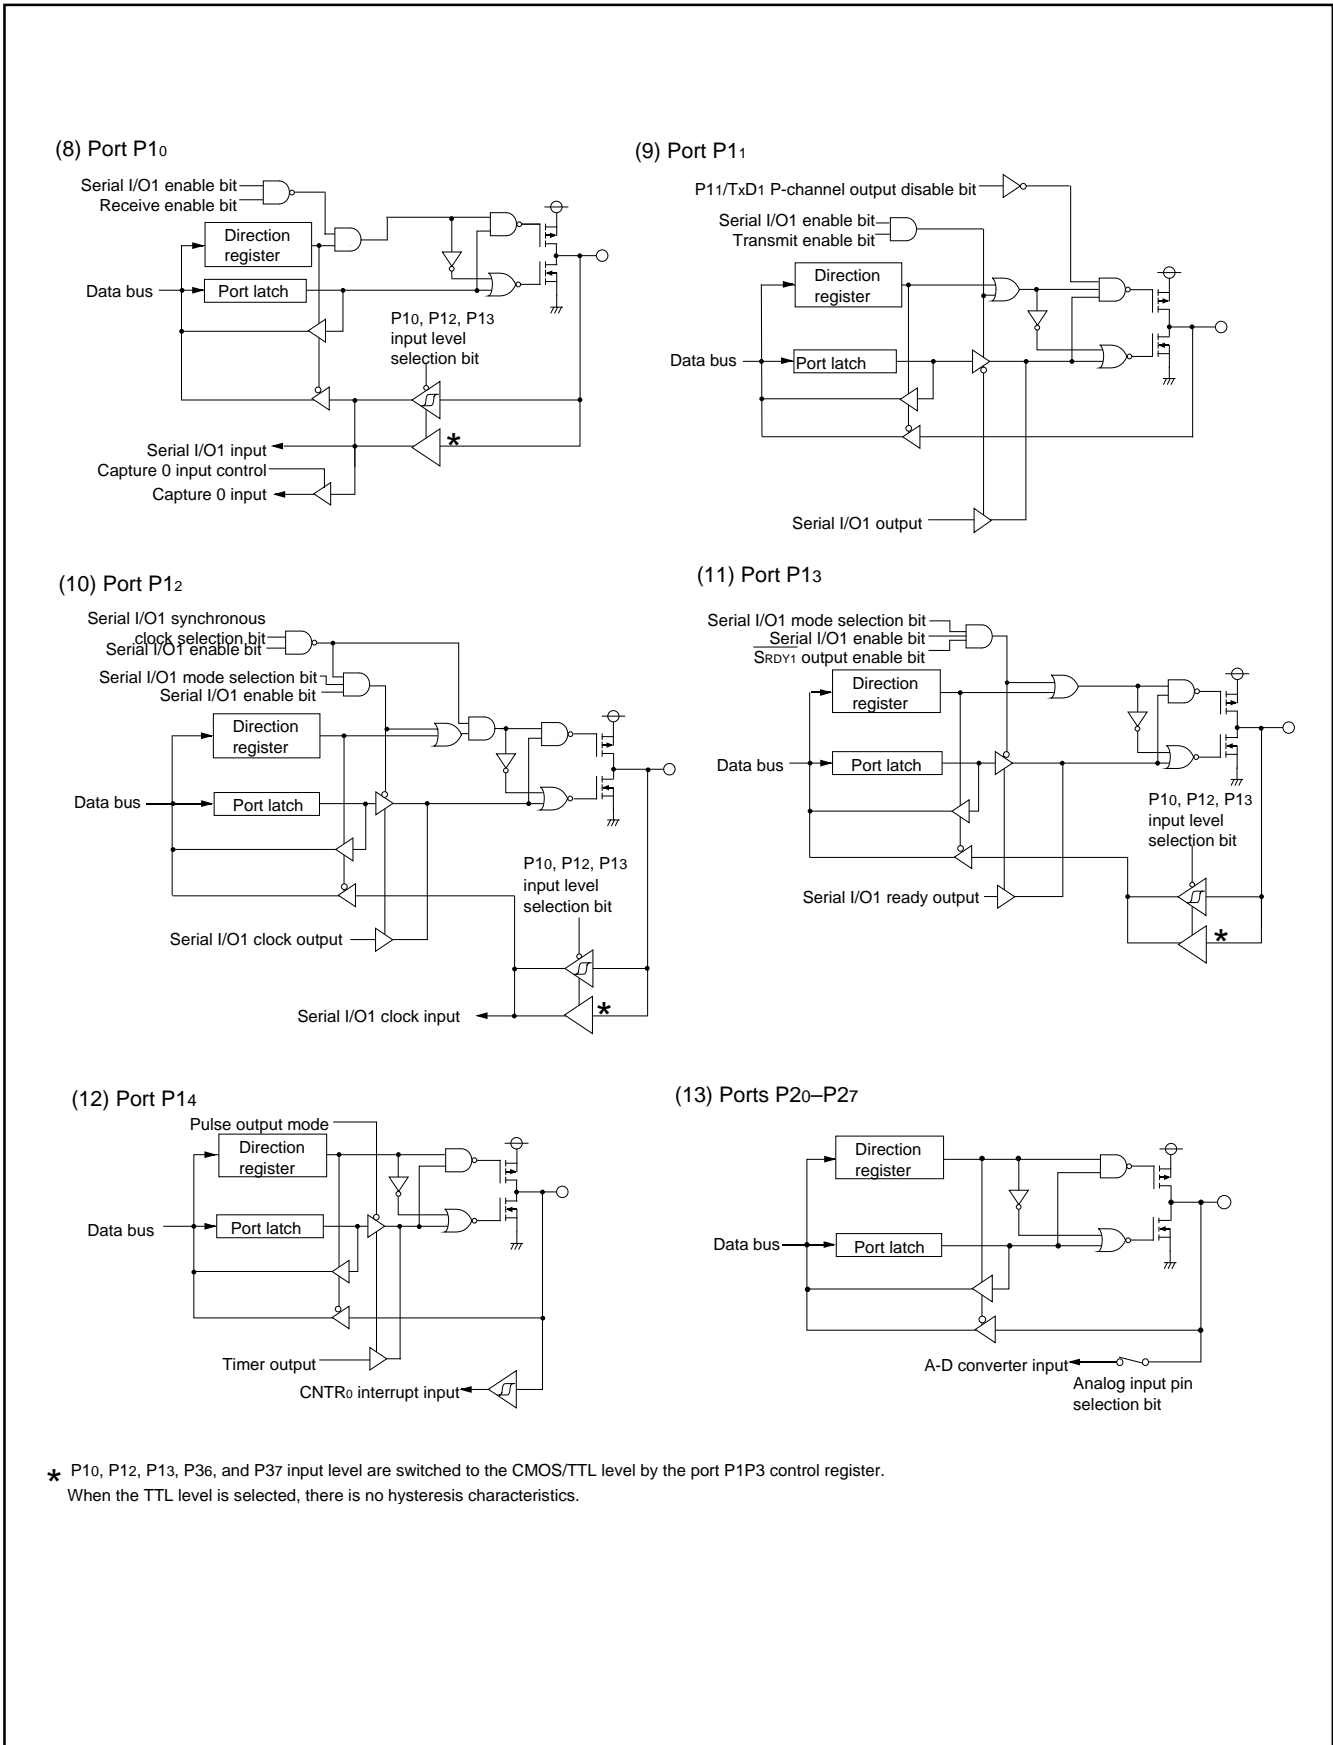 (8) Port P10
Serial I/O1 enable bit
Receive enable bit
Direction
register
Data bus
Port latch
P10, P12, P13
input level
selection bit
*
Serial I/O1 input
Capture 0 input control
Capture 0 input
(9) Port P11
P11/TxD1 P-channel output disable bit
Serial I/O1 enable bit
Transmit enable bit
Direction
register
Data bus
Port latch
Serial I/O1 output
(10) Port P12
Serial I/O1 synchronous
clock selection bit
Serial I/O1 enable bit
Serial I/O1 mode selection bit
Serial I/O1 enable bit
Direction
register
Data bus
Port latch
P10, P12, P13
input level
selection bit
Serial I/O1 clock output
*
Serial I/O1 clock input
(11) Port P13
Serial I/O1 mode selection bit
Serial I/O1 enable bit
SRDY1 output enable bit
Direction
register
Data bus
Port latch
P10, P12, P13
input level
selection bit
Serial I/O1 ready output
*
(12) Port P14
Pulse output mode
Direction
register
Data bus
Port latch
Timer output
CNTR0 interrupt input
(13) Ports P20–P27
Direction
register
Data bus
Port latch
A-D converter input
Analog input pin
selection bit
* P10, P12, P13, P36, and P37 input level are switched to the CMOS/TTL level by the port P1P3 control register.
When the TTL level is selected, there is no hysteresis characteristics.